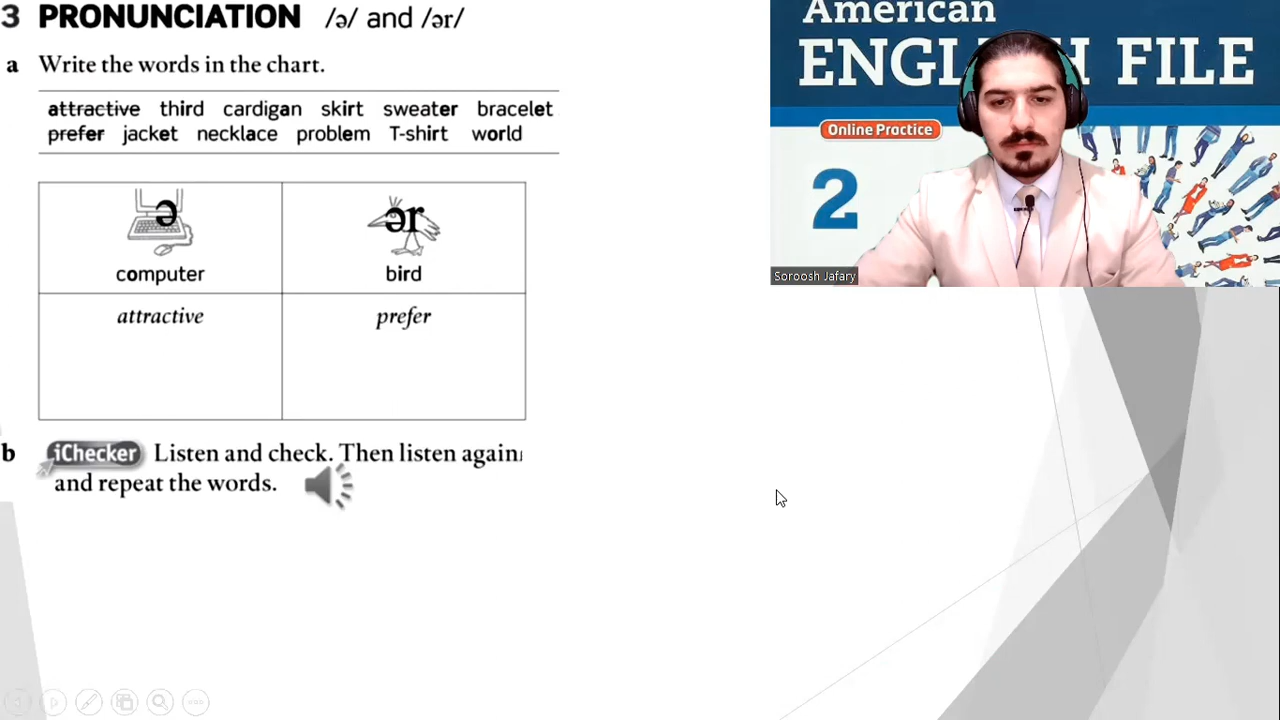 3 PRONUNCIATION /ə/ and /ər/
a Write the words in the chart.
attractive third cardigan skirt sweater bracelet
prefer jacket necklace problem T-shirt world
ə
ər
computer
bird
attractive
prefer
b iChecker Listen and check. Then listen again
and repeat the words.
American
ENGLISH FILE
Online Practice
2
Soroosh Jafary